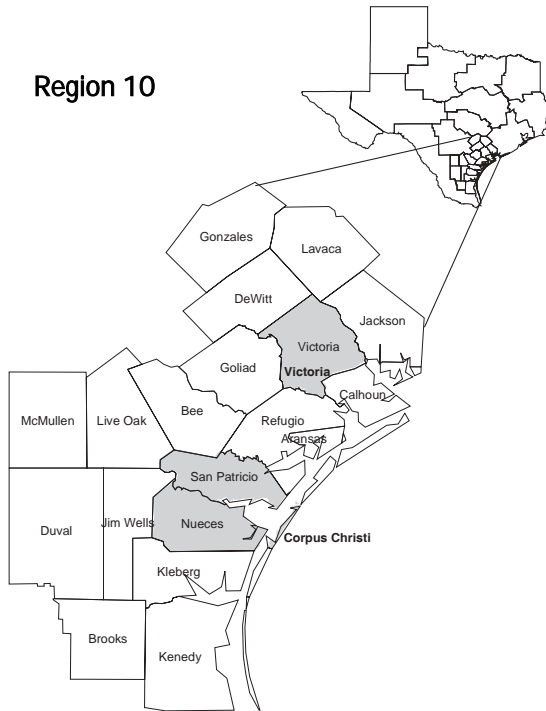 Region 10
Gonzales
Lavaca
DeWitt
Jackson
Victoria
Victoria
Goliad
Calhoun
Bee
McMullen
Live Oak
Refugio
Aransas
San Patricio
Jim Wells
Nueces
Duval
Corpus Christi
Kleberg
Brooks
Kenedy